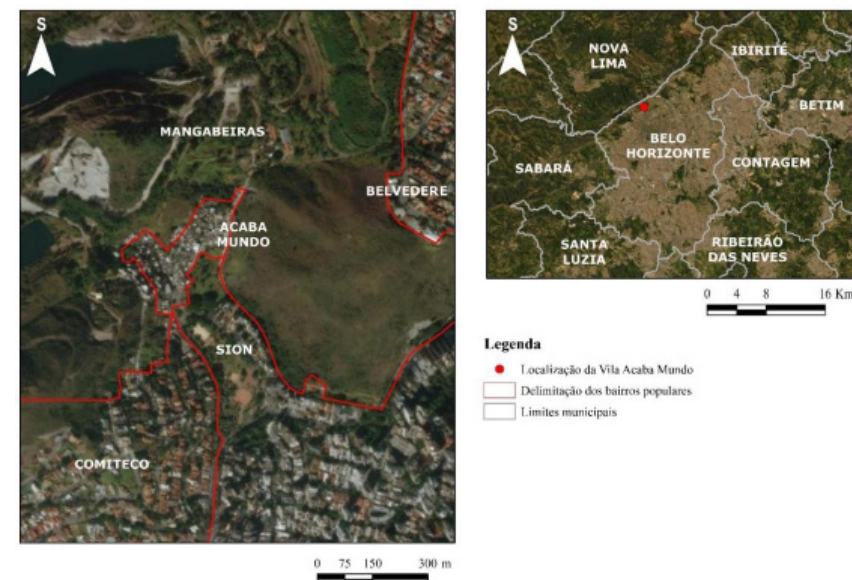 S
MANGABEIRAS
BELVEDERE
ACABA
MUNDO
SION
COMITECO
0 75 150 300 m
S
NOVA
LIMA
IBIRITÉ
BETIM
BELO
HORIZONTE
CONTAGEM
SABARÁ
SANTA
LUZIA
RIBEIRÃO
DAS NEVES
0 4 8 16 Km
Legenda
Localização da Vila Acaba Mundo
Delimitação dos bairros populares
Limites municipais